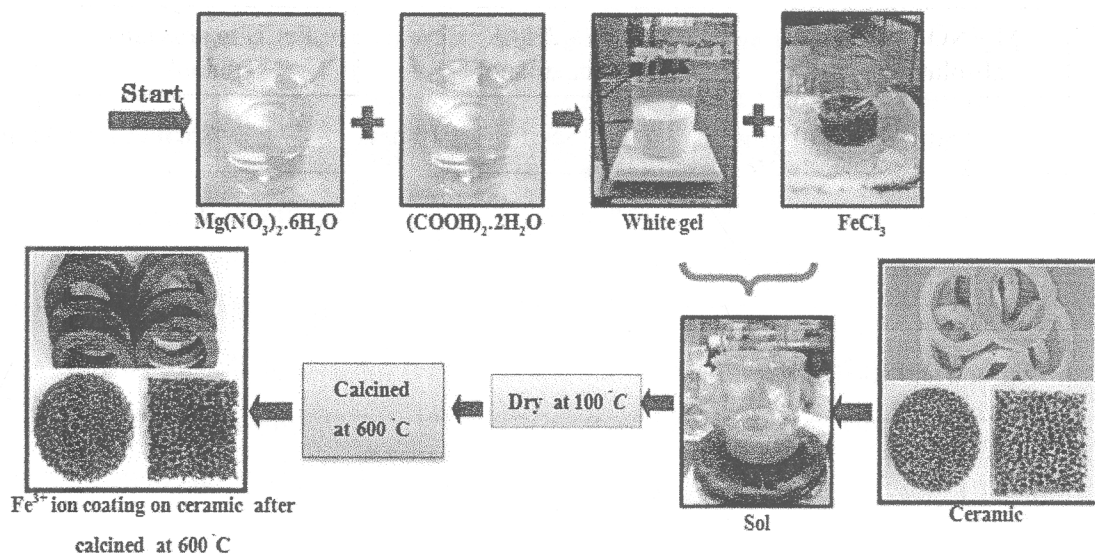 Start
Mg(NO₃)₂.6H₂O
(COOH)₂.2H₂O
White gel
FeCl₃
Ceramic
Sol
Dry at 100 °C
Calcined
at 600 °C
Fe³⁺ ion coating on ceramic after
calcined at 600 °C